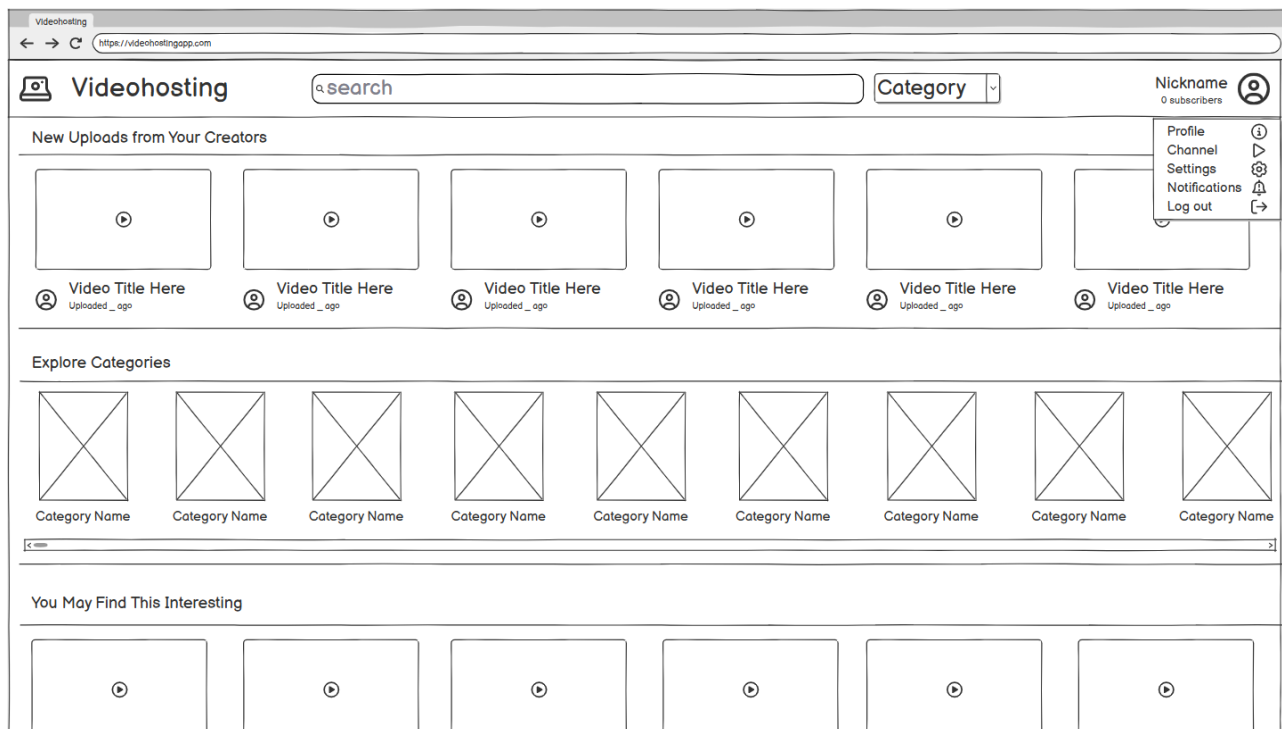 Videohosting
https://videohostingapp.com
Videohosting
search
Category
Nickname
0 subscribers
Profile
Channel
Settings
Notifications
Log out
New Uploads from Your Creators
Video Title Here
Uploaded _ ago
Video Title Here
Uploaded _ ago
Video Title Here
Uploaded _ ago
Video Title Here
Uploaded _ ago
Video Title Here
Uploaded _ ago
Video Title Here
Uploaded _ ago
Explore Categories
Category Name
Category Name
Category Name
Category Name
Category Name
Category Name
Category Name
Category Name
Category Name
You May Find This Interesting